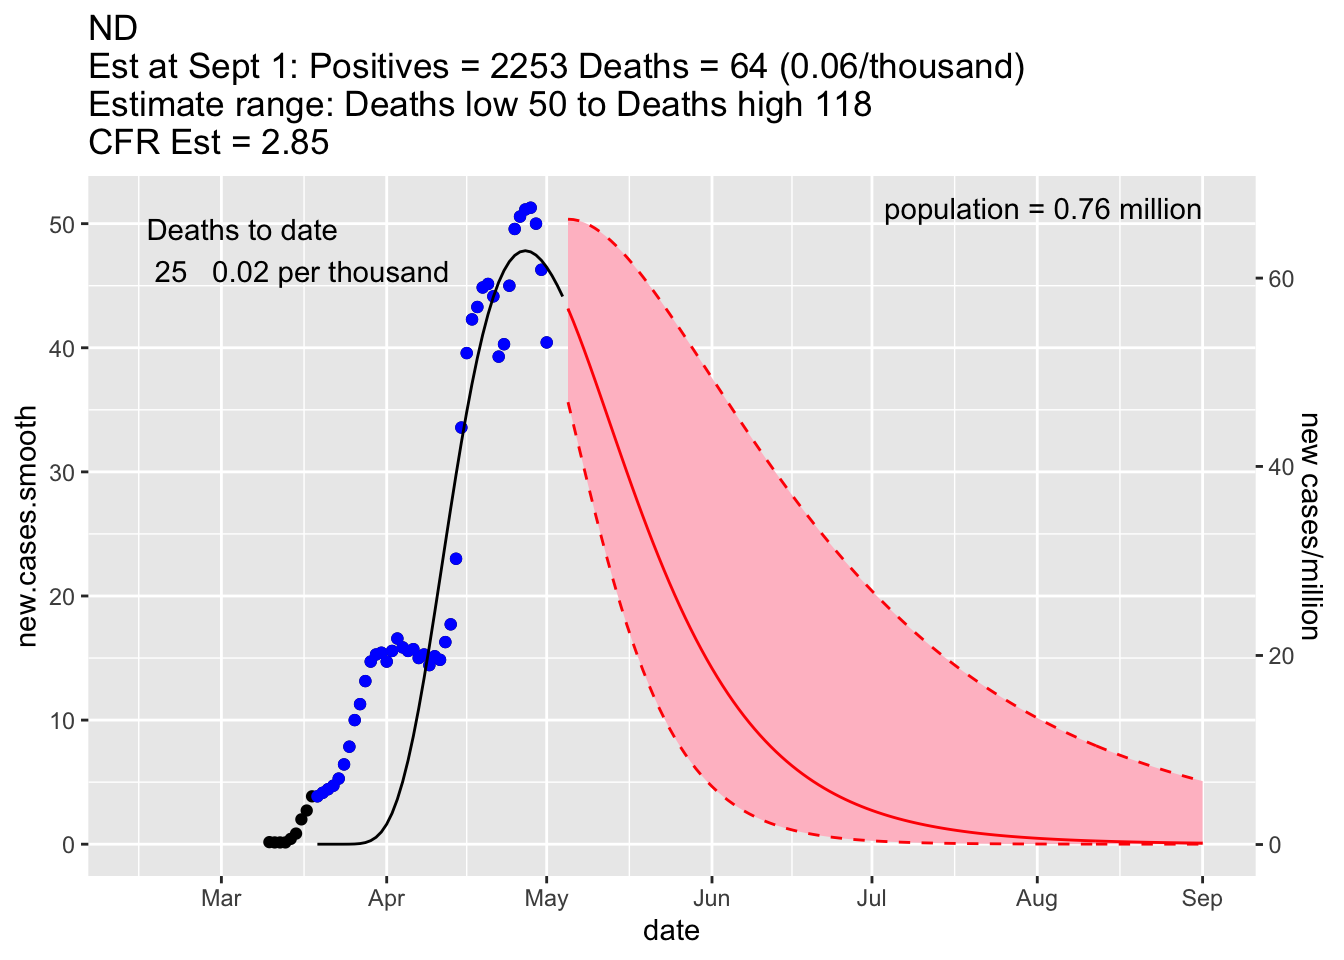 ND
Est at Sept 1: Positives = 2253 Deaths = 64 (0.06/thousand)
Estimate range: Deaths low 50 to Deaths high 118
CFR Est = 2.85
population = 0.76 million
Deaths to date
25 0.02 per thousand
50
40
30
20
10
0
new.cases.smooth
60
40
20
0
new cases/million
Mar
Apr
May
Jun
Jul
Aug
Sep
date